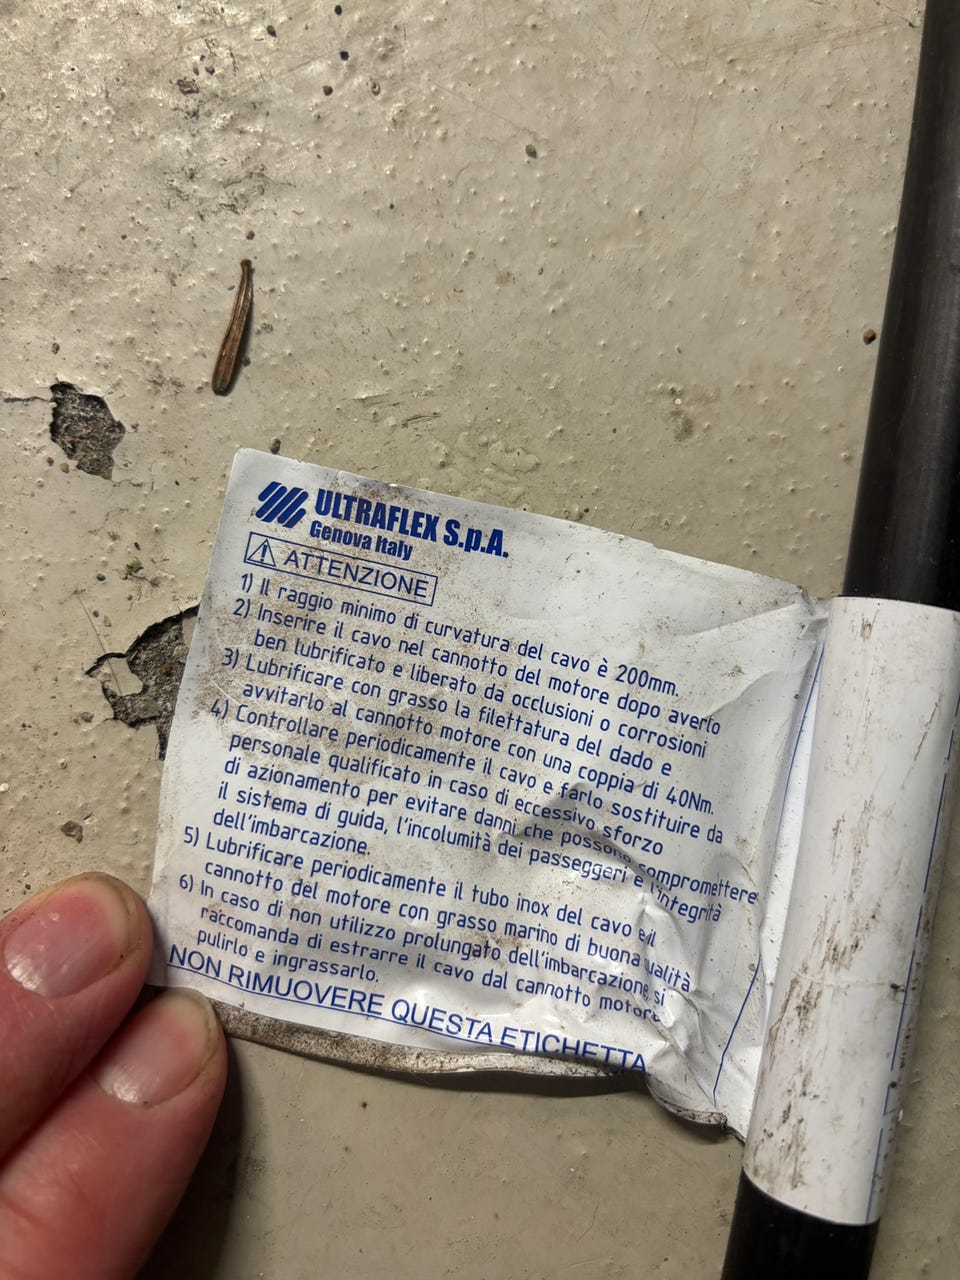 ULTRAFLEX S.p.A.
Genova Italy
ATTENZIONE
1) Il raggio minimo di curvatura del cavo è 200mm.
2) Inserire il cavo nel cannotto del motore dopo averlo
ben lubrificato e liberato da occlusioni o corrosioni
3) Lubrificare con grasso la filettatura del dado e
avvitarlo al cannotto motore con una coppia di 40Nm.
4) Controllare periodicamente il cavo e farlo sostituire da
personale qualificato in caso di eccessivo sforzo
di azionamento per evitare danni che possono compromettere
il sistema di guida, l'incolumità dei passeggeri e l'integrità
dell'imbarcazione.
5) Lubrificare periodicamente il tubo inox del cavo e il
cannotto del motore con grasso marino di buona qualità
6) In caso di non utilizzo prolungato dell'imbarcazione si
raccomanda di estrarre il cavo dal cannotto motore
pulirlo e ingrassarlo.
NON RIMUOVERE QUESTA ETICHETTA